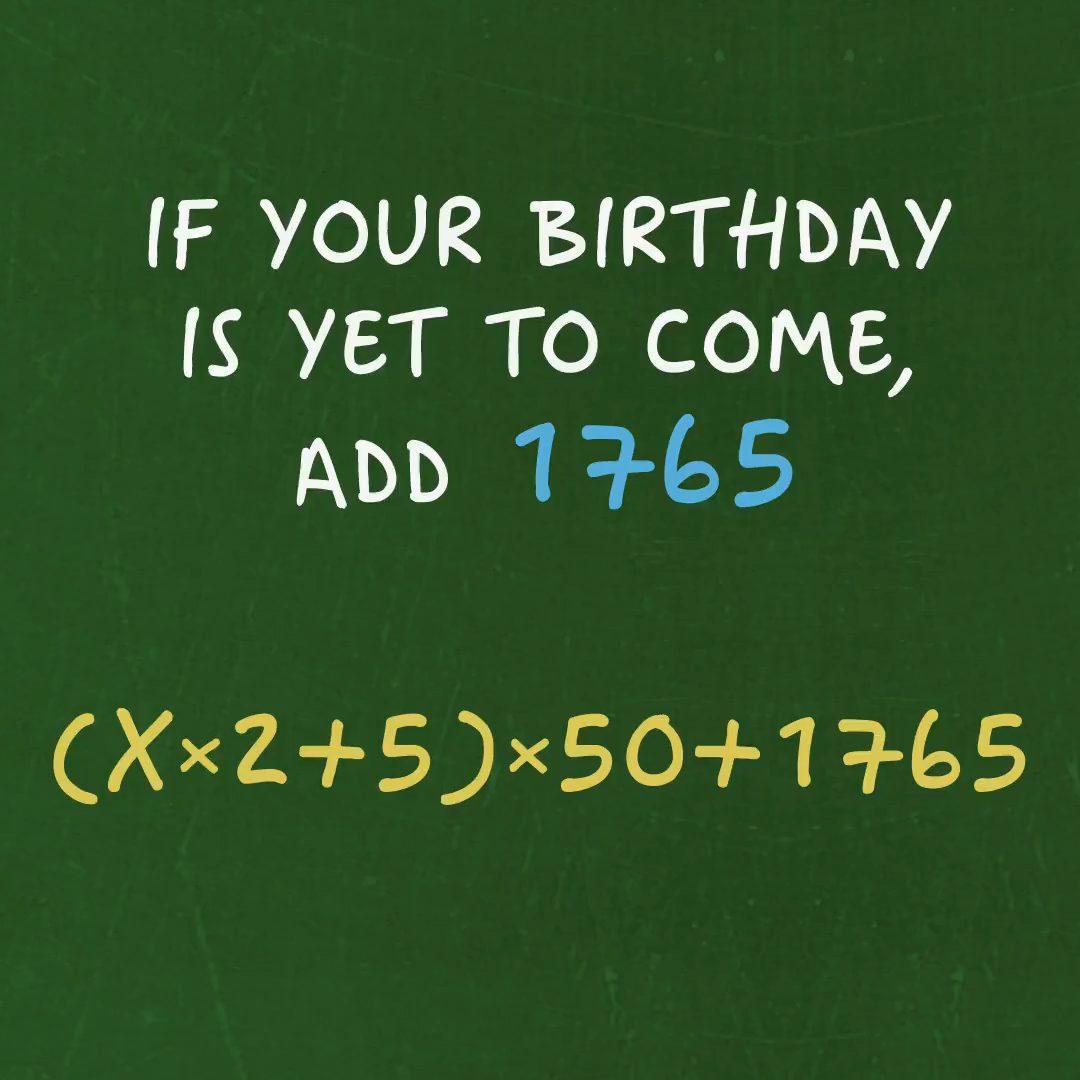 IF YOUR BIRTHDAY
IS YET TO COME,
ADD 1765
(X×2+5)×50+1765